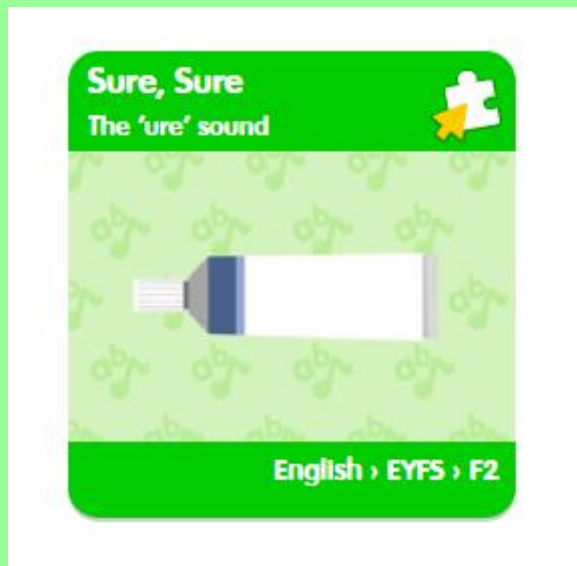 Sure, Sure
The ‘ure’ sound
English › EYFS › F2